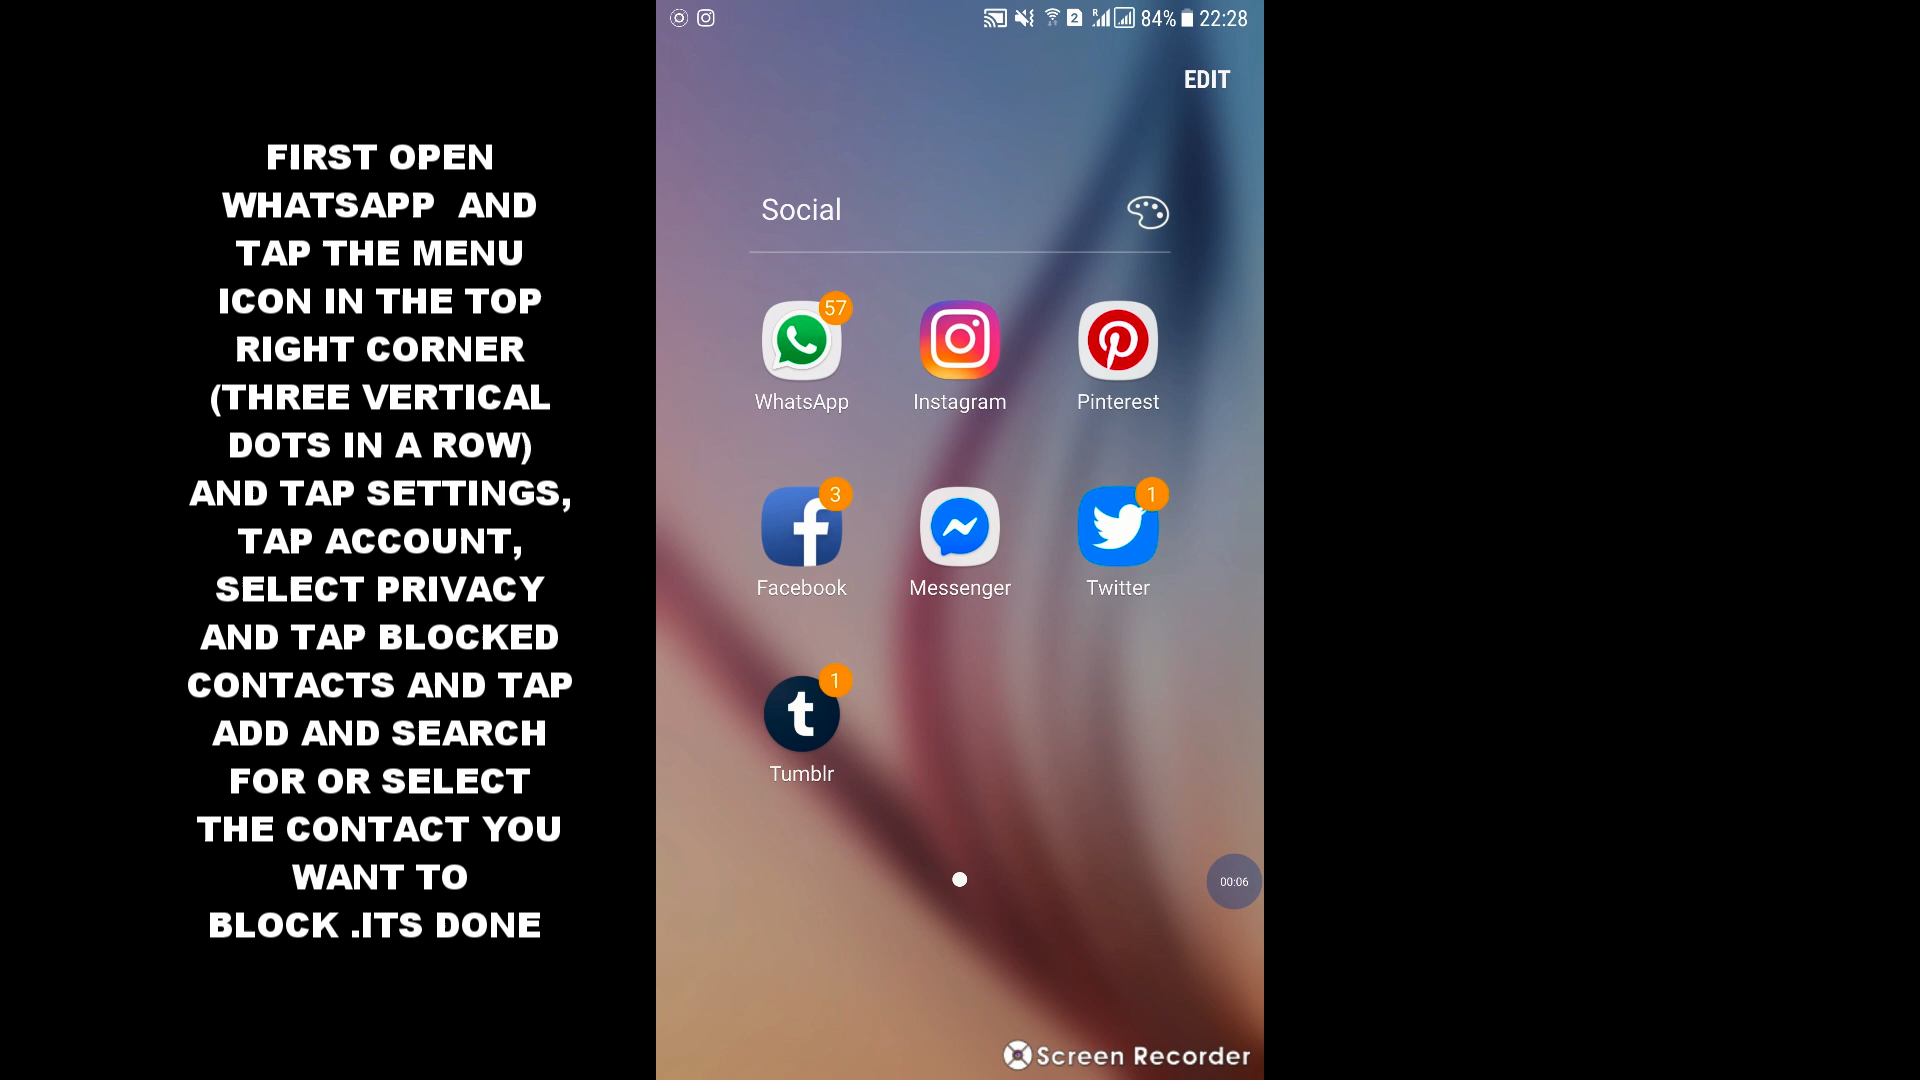 FIRST OPEN
WHATSAPP  AND
TAP THE MENU
ICON IN THE TOP
RIGHT CORNER
(THREE VERTICAL
DOTS IN A ROW)
AND TAP SETTINGS,
TAP ACCOUNT,
SELECT PRIVACY
AND TAP BLOCKED
CONTACTS AND TAP
ADD AND SEARCH
FOR OR SELECT
THE CONTACT YOU
WANT TO
BLOCK .ITS DONE
2 R 84% 22:28
EDIT
Social
57
WhatsApp Instagram Pinterest
3 1
Facebook Messenger Twitter
1
Tumblr
00:06
Screen Recorder